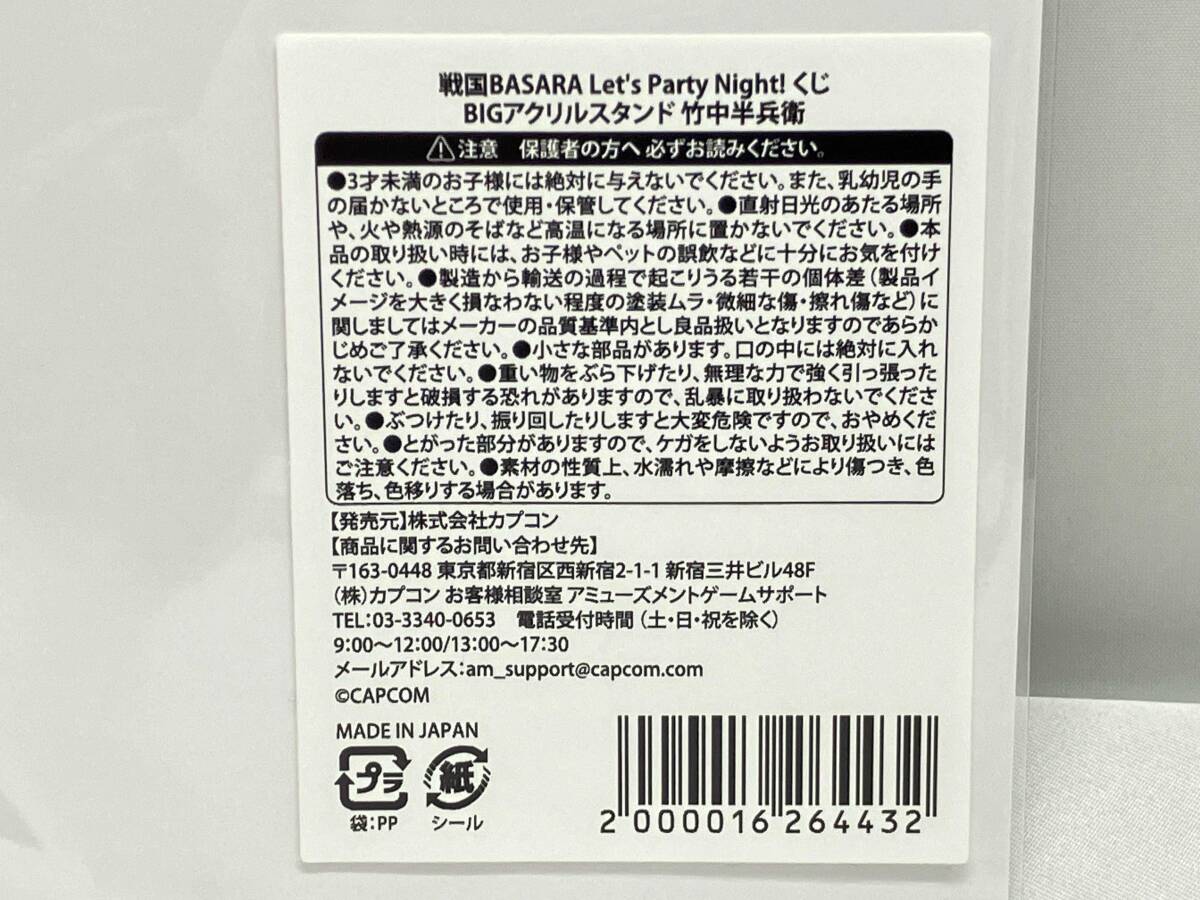 戦国BASARA Let's Party Night! くじ
BIGアクリルスタンド 竹中半兵衛
⚠注意 保護者の方へ 必ずお読みください。
●3才未満のお子様には絶対に与えないでください。また、乳幼児の手
の届かないところで使用・保管してください。●直射日光のあたる場所
や、火や熱源のそばなど高温になる場所に置かないでください。●本
品の取り扱い時には、お子様やペットの誤飲などに十分にお気を付け
ください。●製造から輸送の過程で起こりうる若干の個体差(製品イ
メージを大きく損なわない程度の塗装ムラ・微細な傷・擦れ傷など)に
関しましてはメーカーの品質基準内とし良品扱いとなりますのであらか
じめご了承ください。●小さな部品があります。口の中には絶対に入れ
ないでください。●重い物をぶら下げたり、無理な力で強く引っ張った
りしますと破損する恐れがありますので、乱暴に取り扱わないでくださ
い。●ぶつけたり、振り回したりしますと大変危険ですので、おやめくだ
さい。●とがった部分がありますので、ケガをしないようお取り扱いには
ご注意ください。●素材の性質上、水濡れや摩擦などにより傷つき、色
落ち、色移りする場合があります。
【発売元】株式会社カプコン
【商品に関するお問い合わせ先】
〒163-0448 東京都新宿区西新宿2-1-1 新宿三井ビル48F
(株)カプコン お客様相談室 アミューズメントゲームサポート
TEL:03-3340-0653 電話受付時間(土・日・祝を除く)
9:00〜12:00/13:00〜17:30
メールアドレス:am_support@capcom.com
©CAPCOM
MADE IN JAPAN
プラ 紙
袋:PP シール
2 000016 264432